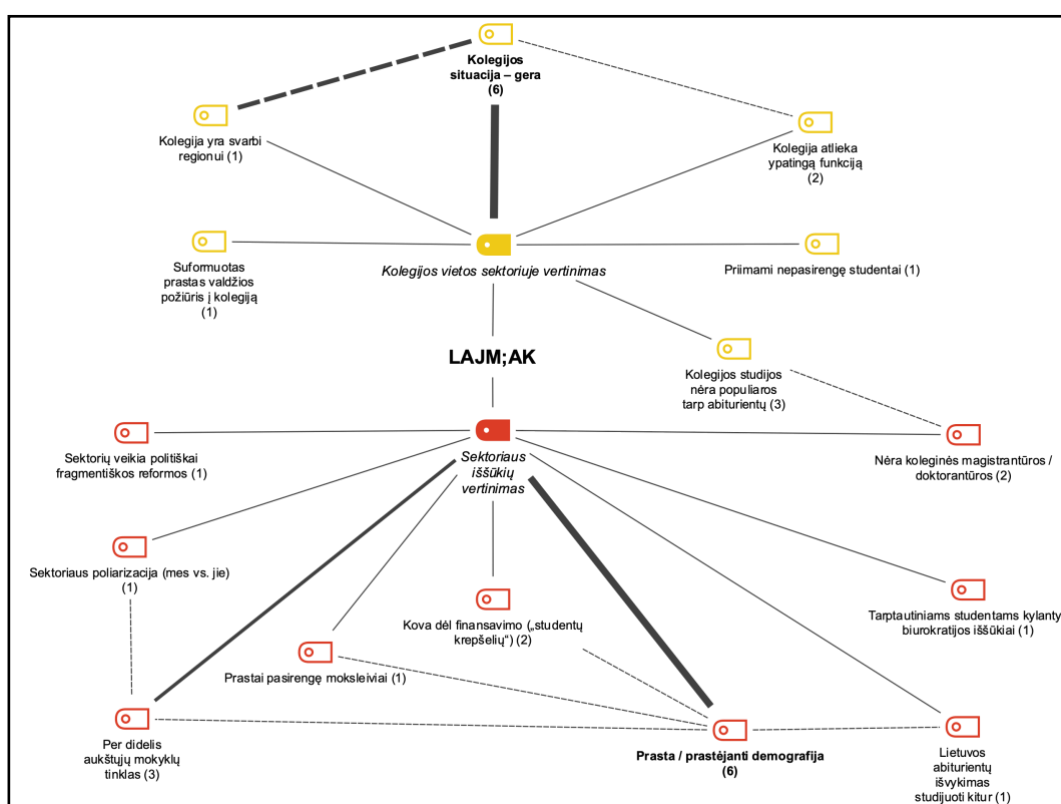 Kolegijos
situacija – gera
(6)
Kolegija yra svarbi
regionui (1)
Kolegija atlieka
ypatingą funkciją
(2)
Suformuotas
prastas valdžios
požiūris į kolegiją
(1)
Kolegijos vietos sektoriuje vertinimas
Priimami nepasirengę studentai (1)
LAJM;AK
Kolegijos studijos
nėra populiaros
tarp abiturientų (3)
Sektorių veikia politiškai
fragmentiškos reformos (1)
Sektoriaus
iššūkių
vertinimas
Nėra koleginės magistrantūros /
doktorantūros (2)
Sektoriaus poliarizacija (mes vs. jie)
(1)
Kova dėl finansavimo („studentų
krepšelių“) (2)
Tarptautiniams studentams kylanty
biurokratijos iššūkiai (1)
Prastai pasirengę moksleiviai (1)
Per didelis
aukštųjų mokyklų
tinklas (3)
Prasta / prastėjanti demografija
(6)
Lietuvos
abiturientų
išvykimas
studijuoti kitur (1)